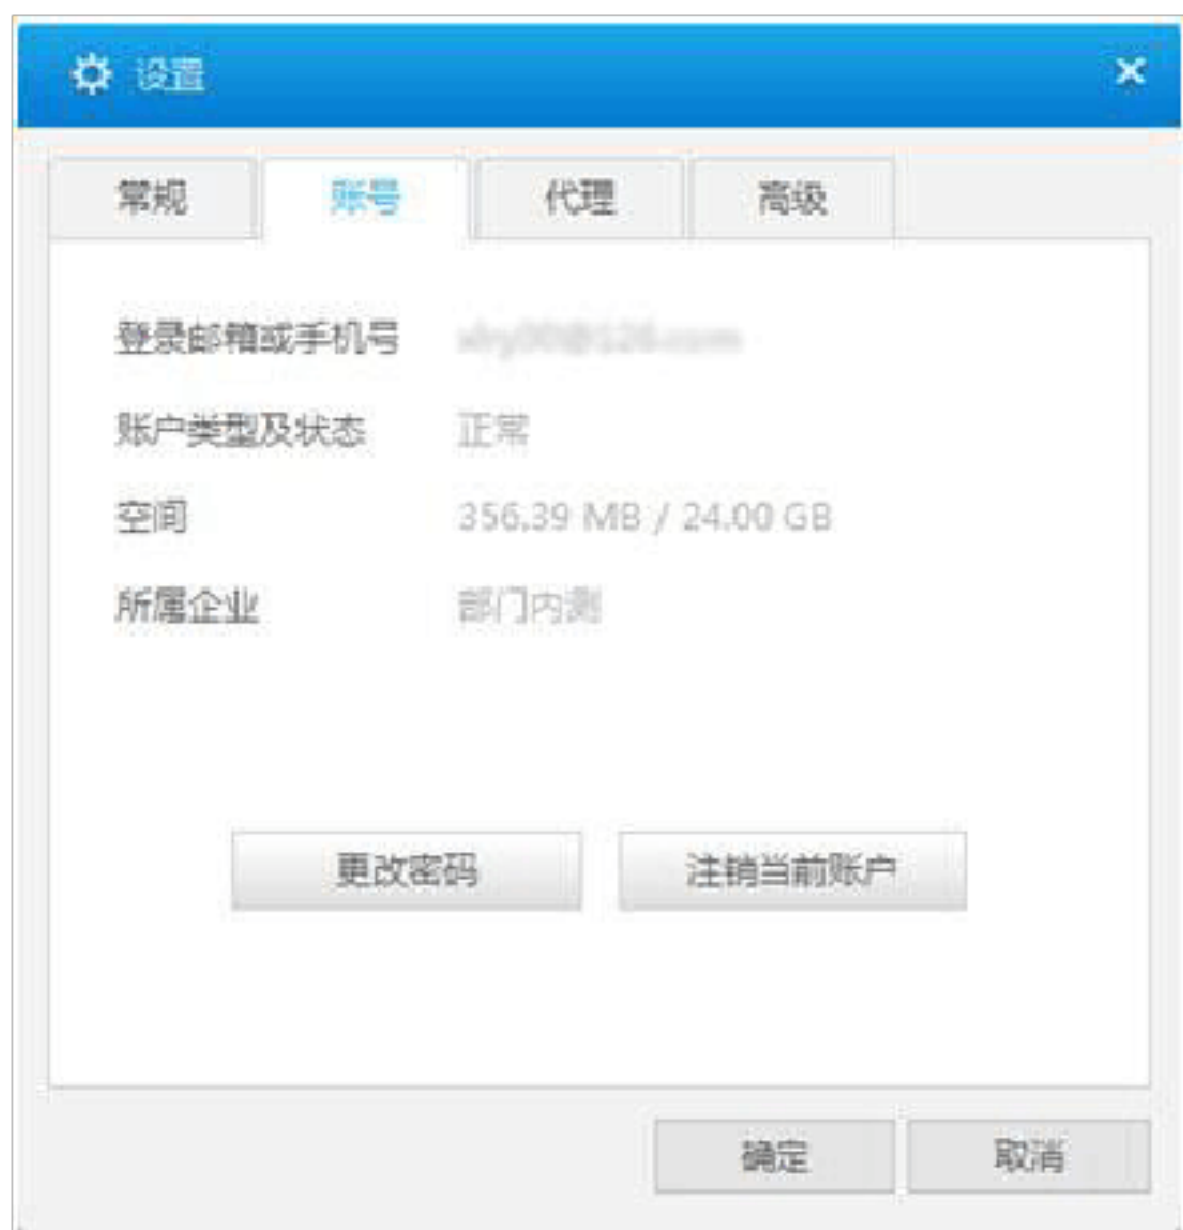 设置
常规 账号 代理 高级
登录邮箱或手机号
账户类型及状态 正常
空间 356.39 MB / 24.00 GB
所属企业 部门内测
更改密码 注销当前账户
确定 取消